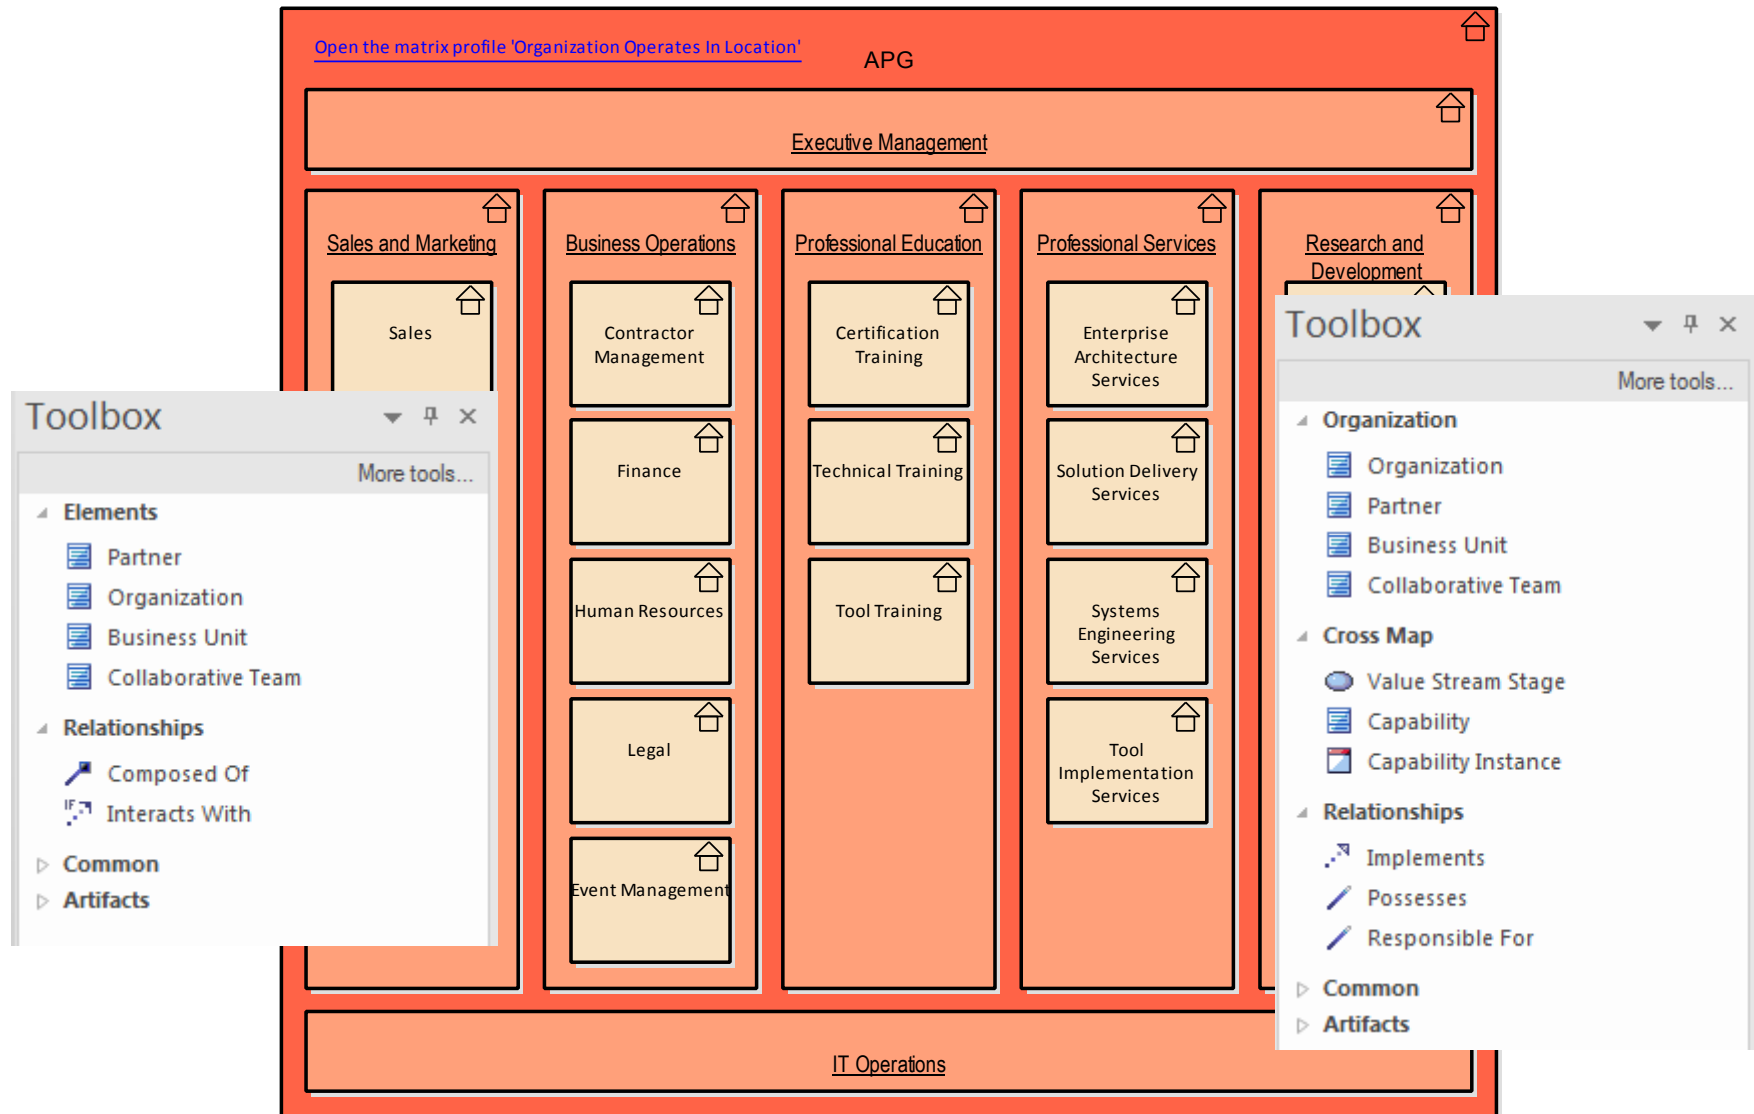 Open the matrix profile 'Organization Operates In Location'
APG
Executive Management
Sales and Marketing
Sales
Business Operations
Contractor
Management
Finance
Human Resources
Legal
Event Management
Professional Education
Certification
Training
Technical Training
Tool Training
Professional Services
Enterprise
Architecture
Services
Solution Delivery
Services
Systems
Engineering
Services
Tool
Implementation
Services
Research and
Development
IT Operations
Toolbox
More tools...
Elements
Partner
Organization
Business Unit
Collaborative Team
Relationships
Composed Of
IF
Interacts With
Common
Artifacts
Toolbox
More tools...
Organization
Organization
Partner
Business Unit
Collaborative Team
Cross Map
Value Stream Stage
Capability
Capability Instance
Relationships
Implements
Possesses
Responsible For
Common
Artifacts